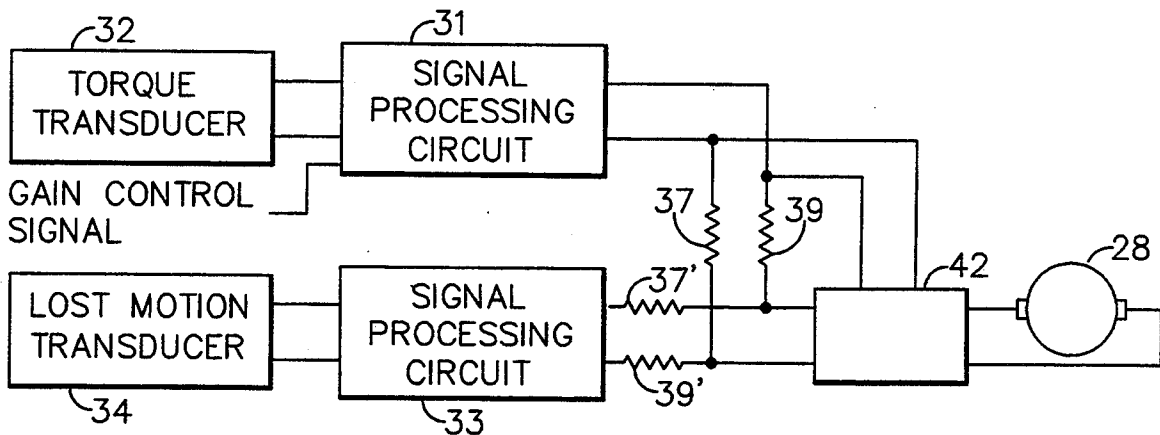 32
TORQUE
TRANSDUCER
31
SIGNAL
PROCESSING
CIRCUIT
GAIN CONTROL
SIGNAL
37
39
42
28
LOST MOTION
TRANSDUCER
34
SIGNAL
PROCESSING
CIRCUIT
33
37'
39'